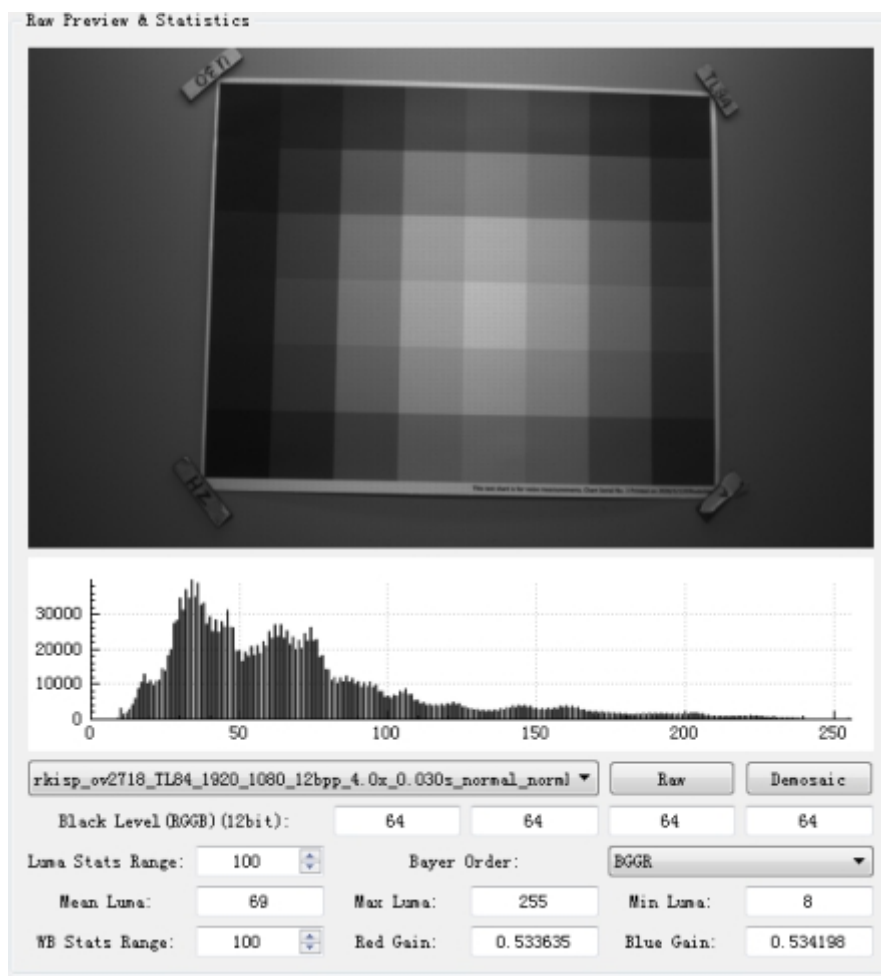 Raw Preview & Statistics
TL84
HZ
30000
20000
10000
0
0 50 100 150 200 250
rkisp_ov2718_TL84_1920_1080_12bpp_4.0x_0.030s_normal_norml
Raw
Demosaic
Black Level(RGGB)(12bit): 64 64 64 64
Luma Stats Range: 100 Bayer Order: BGGR
Mean Luma: 69 Max Luma: 255 Min Luma: 8
WB Stats Range: 100 Red Gain: 0.533635 Blue Gain: 0.534198